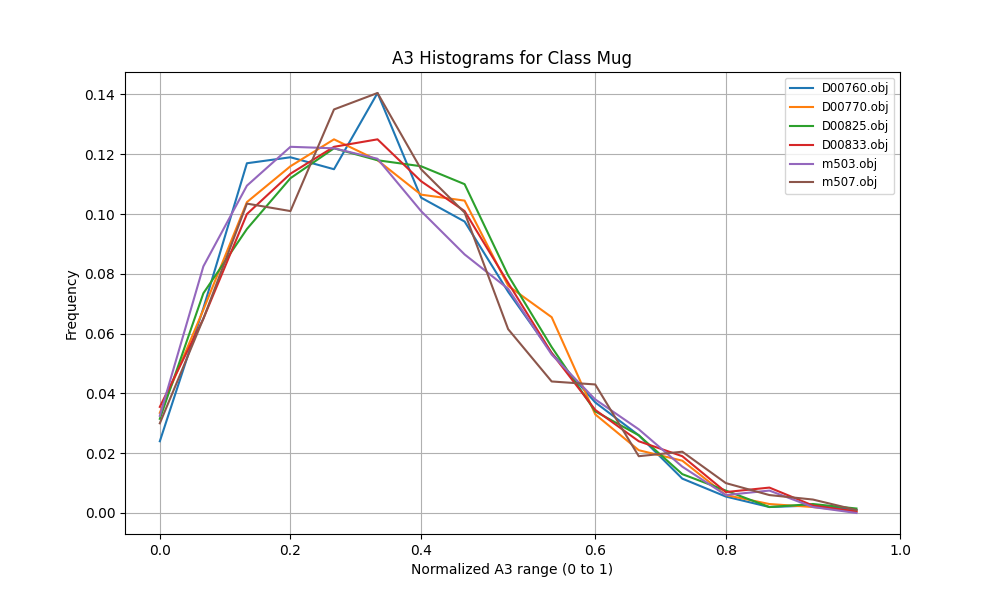 A3 Histograms for Class Mug
D00760.obj
D00770.obj
D00825.obj
D00833.obj
m503.obj
m507.obj
0.14
0.12
0.10
0.08
0.06
0.04
0.02
0.00
Frequency
0.0 0.2 0.4 0.6 0.8 1.0
Normalized A3 range (0 to 1)